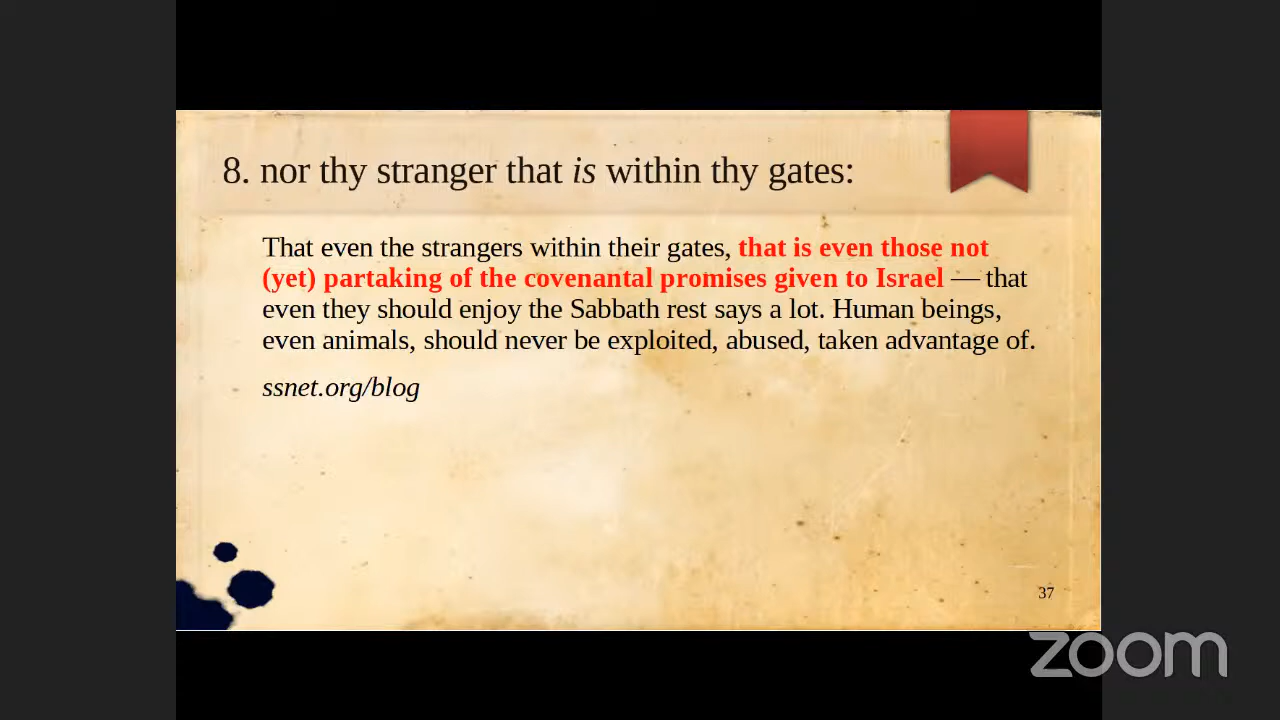 8. nor thy stranger that is within thy gates:
That even the strangers within their gates, that is even those not
(yet) partaking of the covenantal promises given to Israel — that
even they should enjoy the Sabbath rest says a lot. Human beings,
even animals, should never be exploited, abused, taken advantage of.
ssnet.org/blog
37
zoom